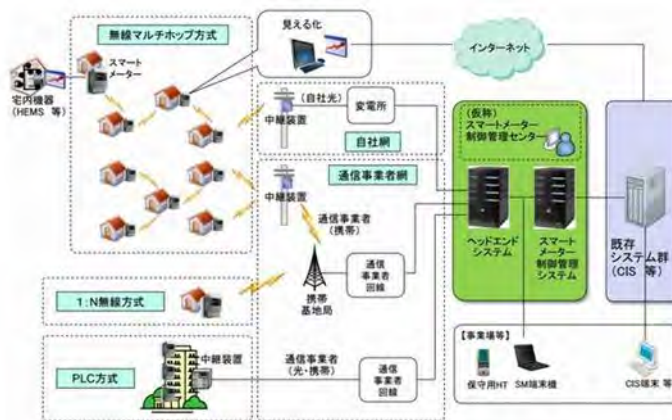 無線マルチホップ方式
スマート
メーター
宅内機器
(HEMS 等)
見える化
インターネット
(自社光)
変電所
中継装置
自社網
(仮称)
スマートメーター
制御管理センター
通信事業者網
中継装置
通信事業者
(携帯)
ヘッドエンド
システム
スマート
メーター
制御管理
システム
既存
システム群
(CIS 等)
携帯
基地局
通信
事業者
回線
1:N無線方式
PLC方式
中継装置
通信事業者
(光・携帯)
通信
事業者
回線
【事業場等】
保守用HT
SM端末機
CIS端末 等